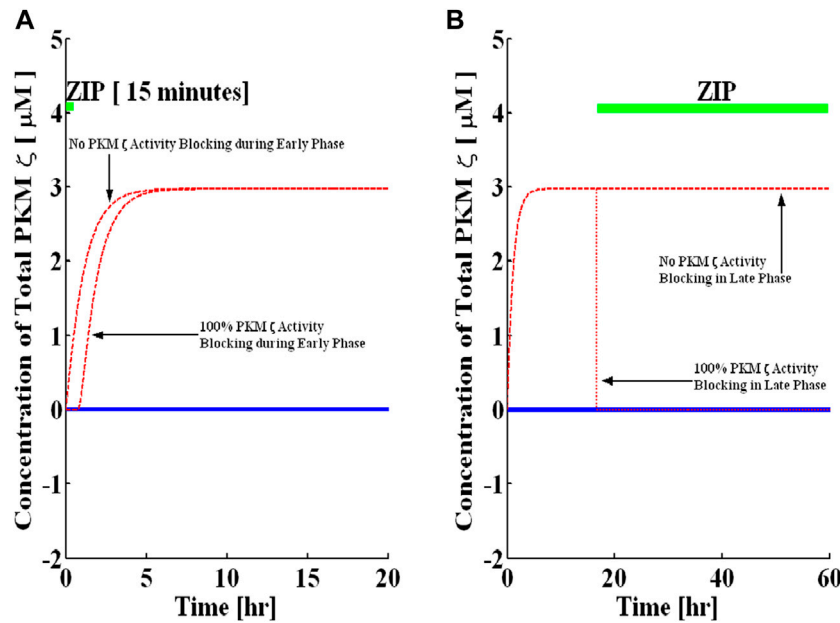 A
Concentration of Total PKM ζ [ μM ]
5
4
3
2
1
0
-1
-2
ZIP [ 15 minutes]
No PKM ζ Activity Blocking during Early Phase
100% PKM ζ Activity
Blocking during Early Phase
0
5
10
15
20
Time [hr]
B
Concentration of Total PKM ζ [ μM ]
5
4
3
2
1
0
-1
-2
ZIP
No PKM ζ Activity
Blocking in Late Phase
100% PKM ζ Activity
Blocking in Late Phase
0
20
40
60
Time [hr]